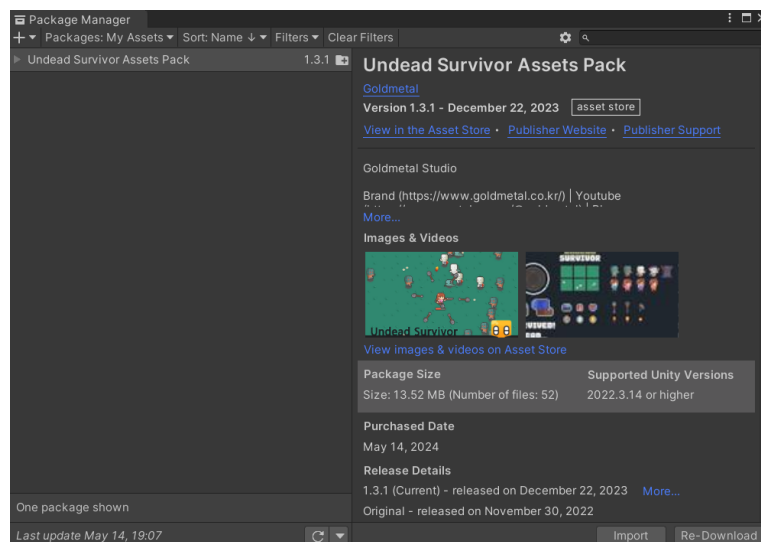 Package Manager
Packages: My Assets Sort: Name ↓ Filters Clear Filters
Undead Survivor Assets Pack 1.3.1
Undead Survivor Assets Pack
Goldmetal
Version 1.3.1 - December 22, 2023 asset store
View in the Asset Store • Publisher Website • Publisher Support
Goldmetal Studio
Brand (https://www.goldmetal.co.kr/) | Youtube
More...
Images & Videos
Undead Survivor
SURVIVOR
View images & videos on Asset Store
Package Size
Size: 13.52 MB (Number of files: 52)
Supported Unity Versions
2022.3.14 or higher
Purchased Date
May 14, 2024
Release Details
1.3.1 (Current) - released on December 22, 2023 More...
Original - released on November 30, 2022
One package shown
Last update May 14, 19:07
Import Re-Download